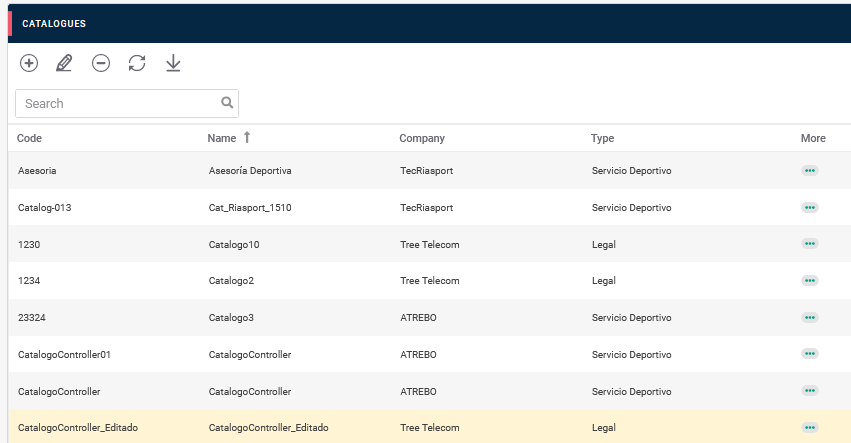 CATALOGUES
Search
Code Name Company Type More
Asesoria Asesoría Deportiva TecRiasport Servicio Deportivo
Catalog-013 Cat_Riasport_1510 TecRiasport Servicio Deportivo
1230 Catalogo10 Tree Telecom Legal
1234 Catalogo2 Tree Telecom Legal
23324 Catalogo3 ATREBO Servicio Deportivo
CatalogoController01 CatalogoController ATREBO Servicio Deportivo
CatalogoController CatalogoController ATREBO Servicio Deportivo
CatalogoController_Editado CatalogoController_Editado Tree Telecom Legal